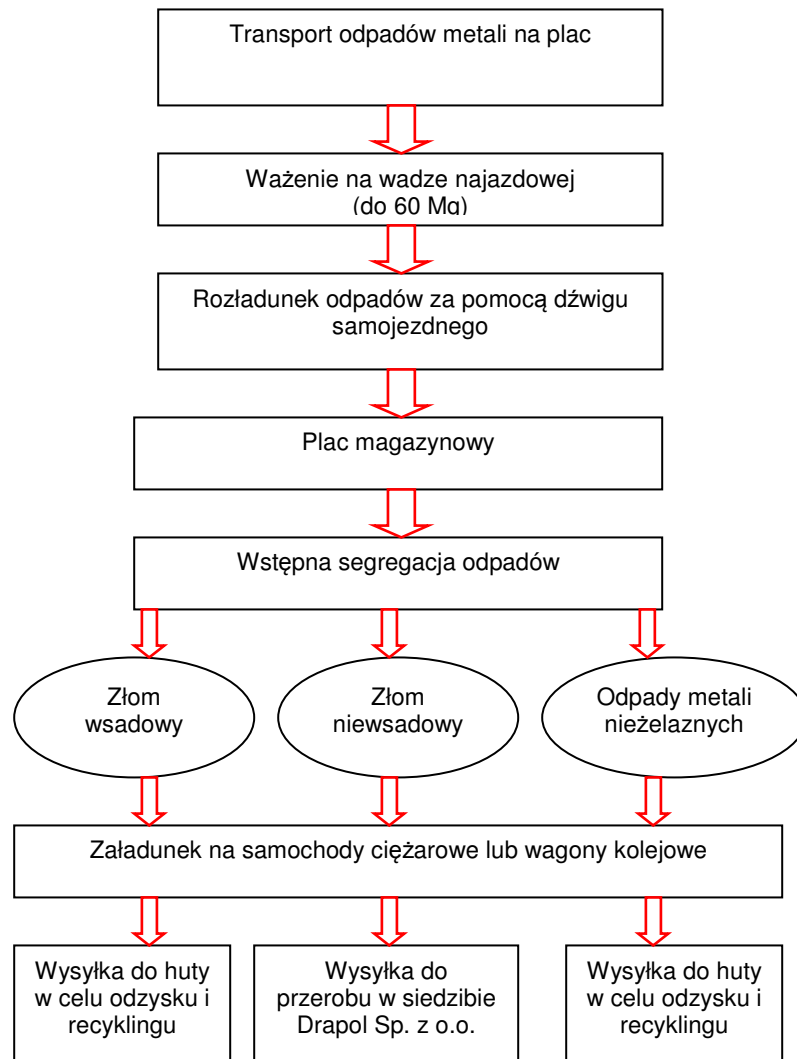 Transport odpadów metali na plac
Ważenie na wadze najazdowej
(do 60 Mg)
Rozładunek odpadów za pomocą dźwigu
samojezdnego
Plac magazynowy
Wstępna segregacja odpadów
Złom
wsadowy
Złom
niewsadowy
Odpady metali
nieżelaznych
Załadunek na samochody ciężarowe lub wagony kolejowe
Wysyłka do huty
w celu odzysku i
recyklingu
Wysyłka do
przerobu w siedzibie
Drapol Sp. z o.o.
Wysyłka do huty
w celu odzysku i
recyklingu